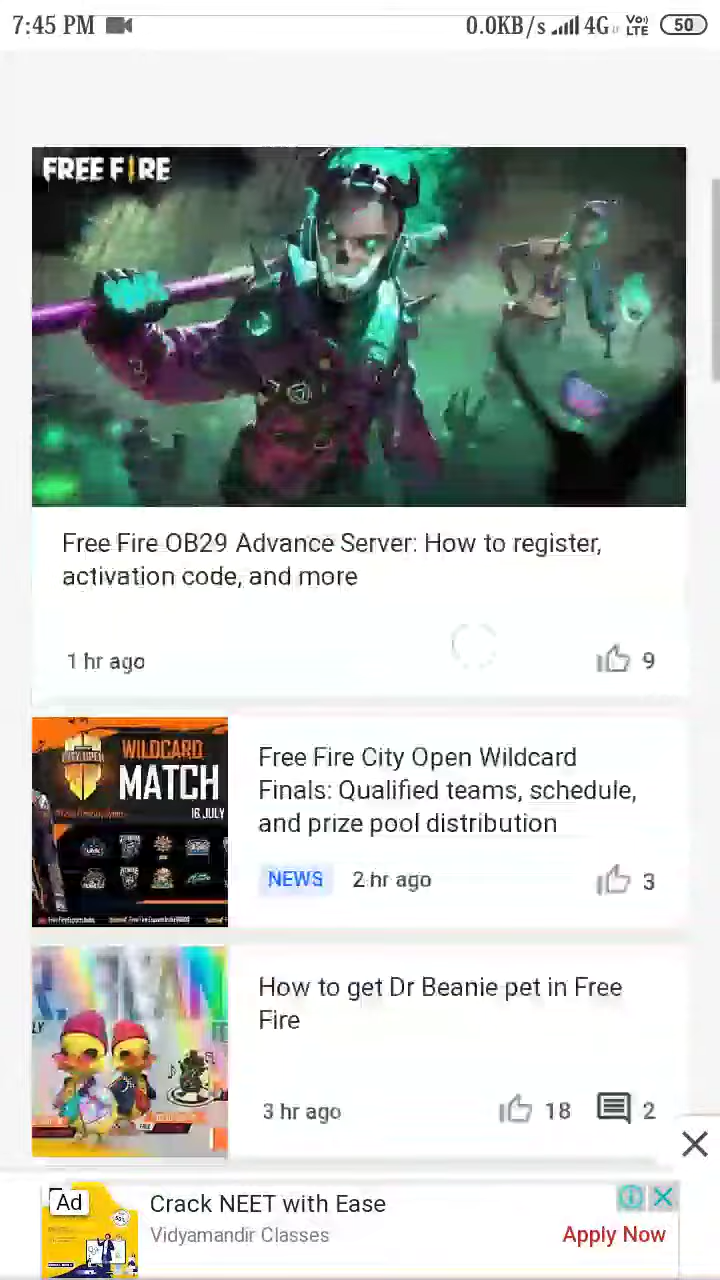 7:45 PM
0.0KB/s 4G Vo)) LTE 50
FREE FIRE
Free Fire OB29 Advance Server: How to register,
activation code, and more
1 hr ago
9
WILDCARD
MATCH
16 JULY
Free Fire City Open Wildcard
Finals: Qualified teams, schedule,
and prize pool distribution
NEWS
2 hr ago
3
How to get Dr Beanie pet in Free
Fire
3 hr ago
18
2
Ad
Crack NEET with Ease
Vidyamandir Classes
Apply Now